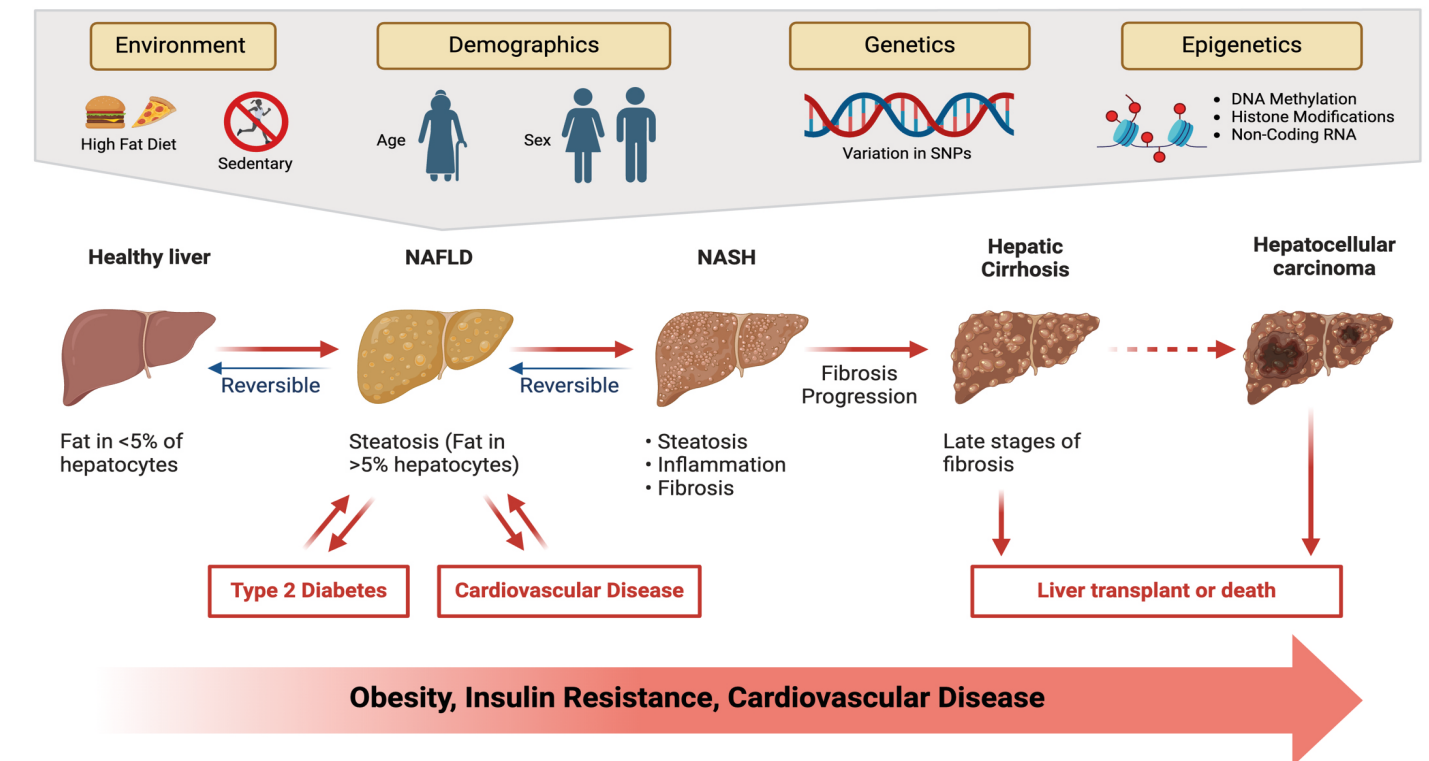 Environment
Demographics
Genetics
Epigenetics
High Fat Diet
Sedentary
Age
Sex
Variation in SNPs
• DNA Methylation
• Histone Modifications
• Non-Coding RNA
Healthy liver
NAFLD
NASH
Hepatic
Cirrhosis
Hepatocellular
carcinoma
Reversible
Reversible
Fibrosis
Progression
Fat in <5% of
hepatocytes
Steatosis (Fat in
>5% hepatocytes)
• Steatosis
• Inflammation
• Fibrosis
Late stages of
fibrosis
Type 2 Diabetes
Cardiovascular Disease
Liver transplant or death
Obesity, Insulin Resistance, Cardiovascular Disease